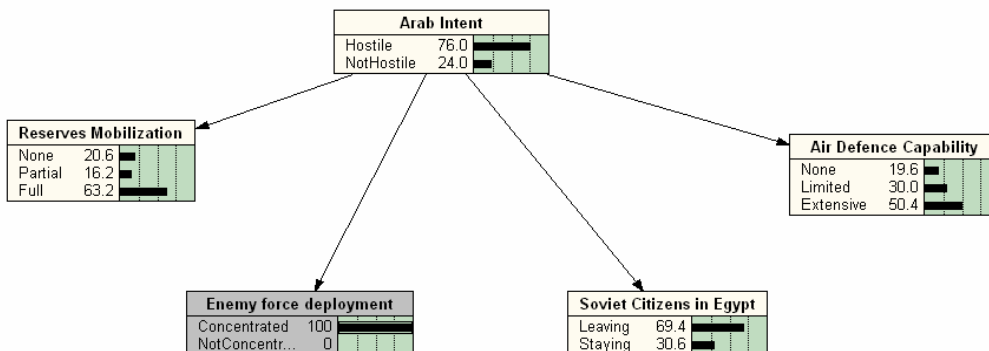 Arab Intent
Hostile 76.0
NotHostile 24.0
Reserves Mobilization
None 20.6
Partial 16.2
Full 63.2
Air Defence Capability
None 19.6
Limited 30.0
Extensive 50.4
Enemy force deployment
Concentrated 100
NotConcentr... 0
Soviet Citizens in Egypt
Leaving 69.4
Staying 30.6